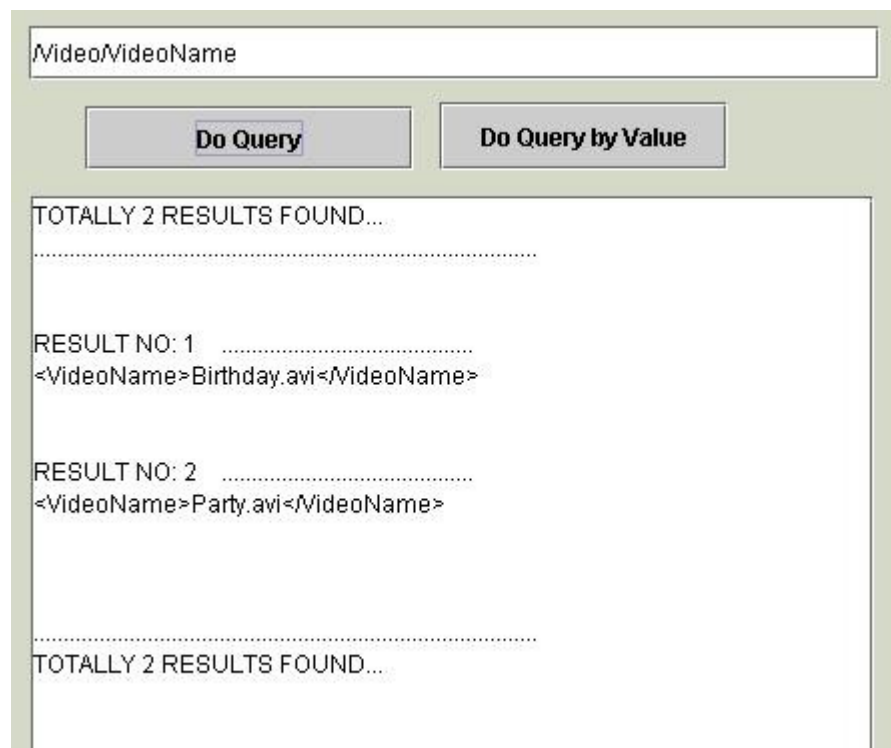 /Video/VideoName
Do Query
Do Query by Value
TOTALLY 2 RESULTS FOUND...
....................................................................................
RESULT NO: 1 ..........................................
<VideoName>Birthday.avi</VideoName>
RESULT NO: 2 ..........................................
<VideoName>Party.avi</VideoName>
....................................................................................
TOTALLY 2 RESULTS FOUND...